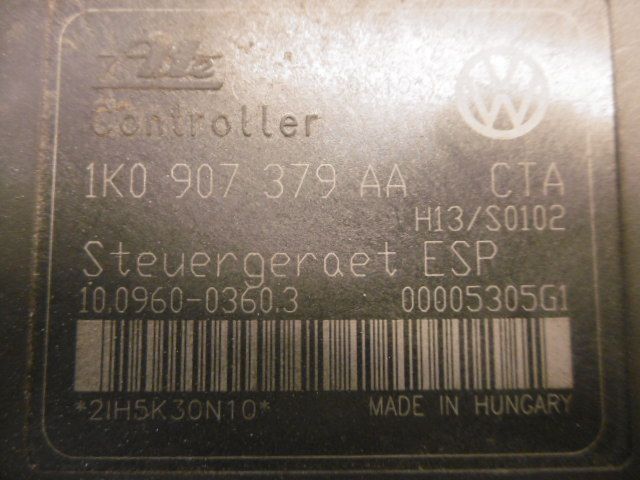 Ate
Controller
1K0 907 379 AA CTA
H13/S0102
Steuergeraet ESP
10.0960-0360.3 00005305G1
*2IH5K30N10* MADE IN HUNGARY